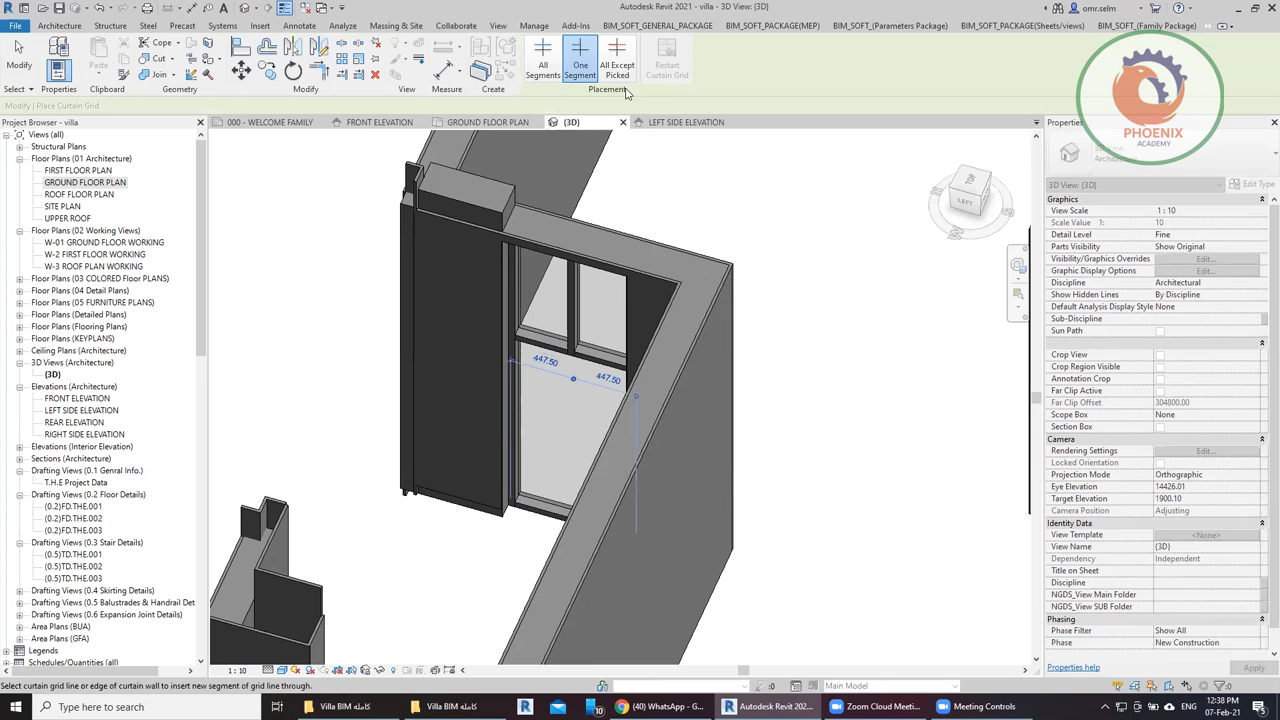 Autodesk Revit 2021 - villa - 3D View: {3D}
omr.selm
File
Architecture
Structure
Steel
Precast
Systems
Insert
Annotate
Analyze
Massing & Site
Collaborate
View
Manage
Add-Ins
BIM_SOFT_GENERAL_PACKAGE
BIM_SOFT_PACKAGE(MEP)
BIM_SOFT_(Parameters Package)
BIM_SOFT_PACKAGE(Sheets/views)
BIM_SOFT_(Family Package)
Modify
Paste
Cope
Cut
Join
All Segments
One Segment
All Except Picked
Restart Curtain Grid
Select
Properties
Clipboard
Geometry
Modify
View
Measure
Create
Placement
Modify | Place Curtain Grid
PHOENIX
ACADEMY
Project Browser - villa
000 - WELCOME FAMILY
FRONT ELEVATION
GROUND FLOOR PLAN
{3D}
LEFT SIDE ELEVATION
Views (all)
Structural Plans
Floor Plans (01 Architecture)
FIRST FLOOR PLAN
GROUND FLOOR PLAN
ROOF FLOOR PLAN
SITE PLAN
UPPER ROOF
Floor Plans (02 Working Views)
W-01 GROUND FLOOR WORKING
W-2 FIRST FLOOR WORKING
W-3 ROOF PLAN WORKING
Floor Plans (03 COLORED FLOOR PLANS)
Floor Plans (04 Detail Plans)
Floor Plans (05 FURNITURE PLANS)
Floor Plans (Detailed Plans)
Floor Plans (Flooring Plans)
Floor Plans (KEYPLANS)
Ceiling Plans (Architecture)
3D Views (Architecture)
{3D}
Elevations (Architecture)
FRONT ELEVATION
LEFT SIDE ELEVATION
REAR ELEVATION
RIGHT SIDE ELEVATION
Elevations (Interior Elevation)
Sections (Architecture)
Drafting Views (0.1 Genral Info.)
T.H.E Project Data
Drafting Views (0.2 Floor Details)
(0.2)FD.THE.001
(0.2)FD.THE.002
(0.2)FD.THE.003
Drafting Views (0.3 Stair Details)
(0.5)TD.THE.001
(0.5)TD.THE.002
(0.5)TD.THE.003
Drafting Views (0.4 Skirting Details)
Drafting Views (0.5 Balustrades & Handrail Det
Drafting Views (0.6 Expansion Joint Details)
Area Plans (BUA)
Area Plans (GFA)
Legends
Schedules/Quantities (all)
447.50
447.50
TOP
LEFT
1 : 10
Properties
3D View
3D View: {3D}
Edit Type
Graphics
View Scale 1 : 10
Scale Value 1: 10
Detail Level Fine
Parts Visibility Show Original
Visibility/Graphics Overrides Edit...
Graphic Display Options Edit...
Discipline Architectural
Show Hidden Lines By Discipline
Default Analysis Display Style None
Sub-Discipline
Sun Path
Crop View
Crop Region Visible
Annotation Crop
Far Clip Active
Far Clip Offset 304800.00
Scope Box None
Section Box
Camera
Rendering Settings Edit...
Locked Orientation
Projection Mode Orthographic
Eye Elevation 14426.01
Target Elevation 1900.10
Camera Position Adjusting
Identity Data
View Template <None>
View Name {3D}
Dependency Independent
Title on Sheet
Discipline
NGDS_View Main Folder
NGDS_View SUB Folder
Phasing
Phase Filter Show All
Phase New Construction
Properties help
Apply
Select curtain grid line or edge of curtain wall to insert new segment of grid line through.
:0
Main Model
:0
Type here to search
Villa BIM كاملة
Villa BIM كاملة
(40) WhatsApp - G...
Autodesk Revit 202...
Zoom Cloud Meeti...
Meeting Controls
ENG
12:38 PM
07-Feb-21